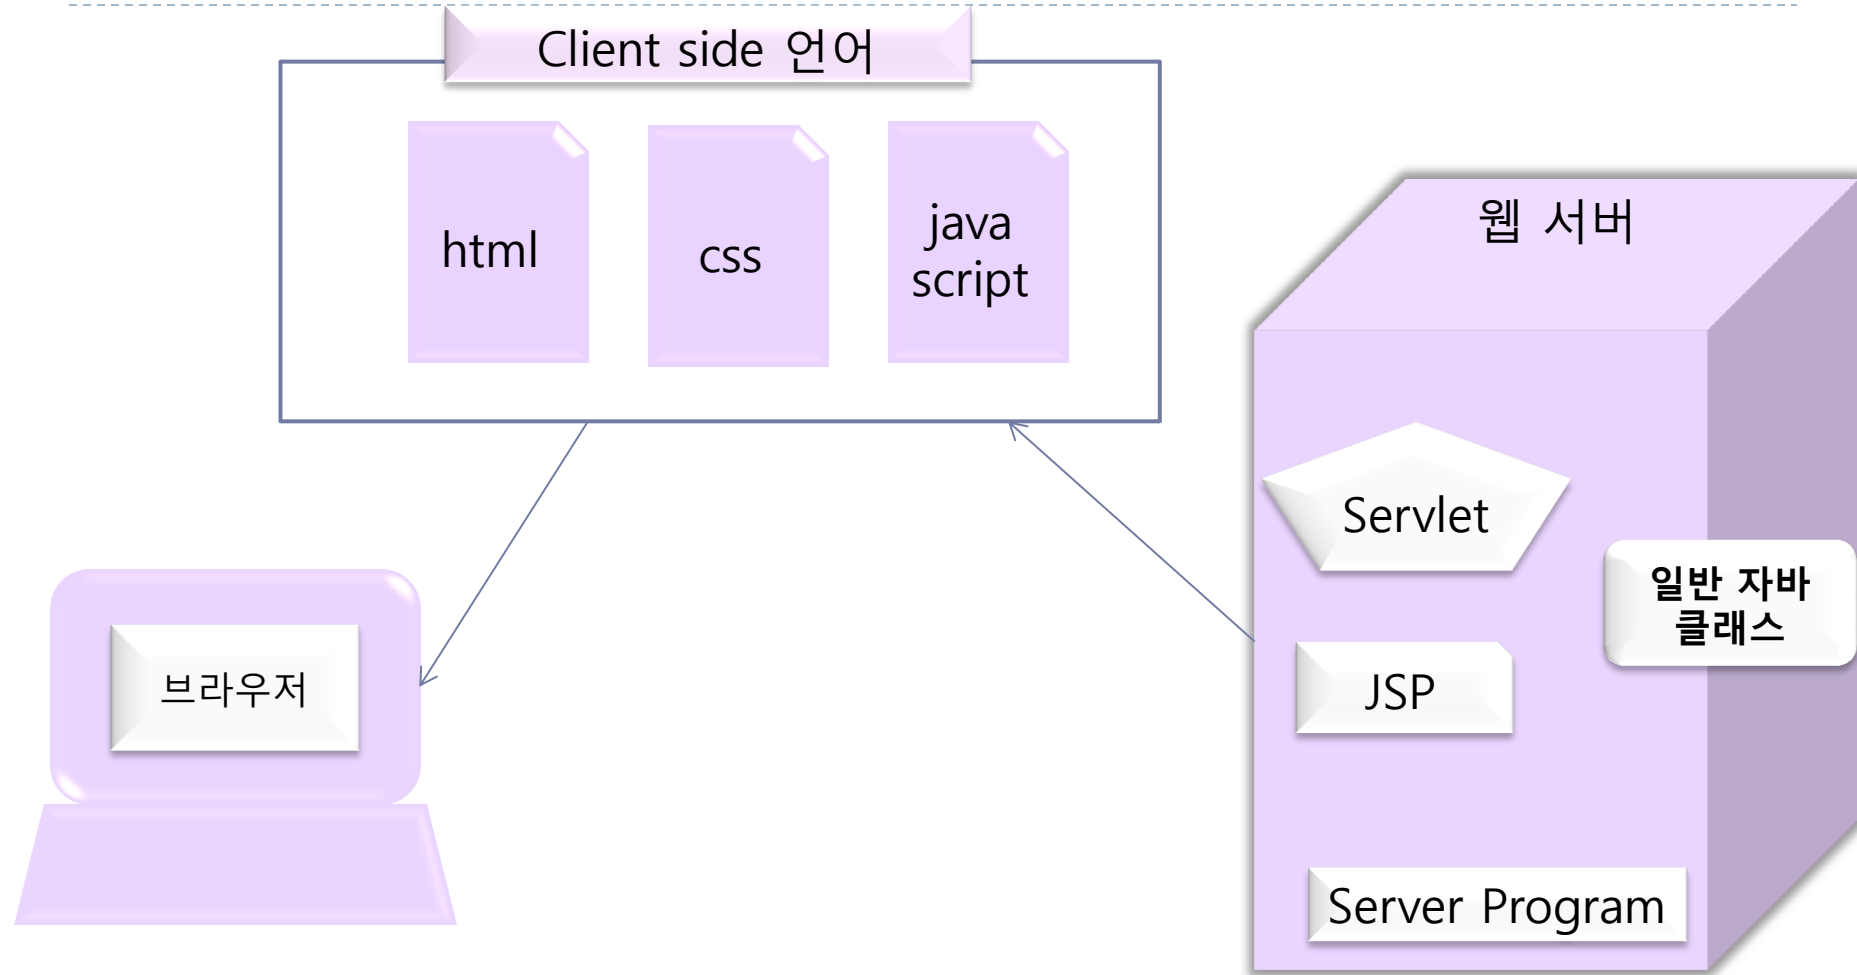 Client side 언어
html
css
java
script
웹 서버
Servlet
일반 자바
클래스
JSP
브라우저
Server Program